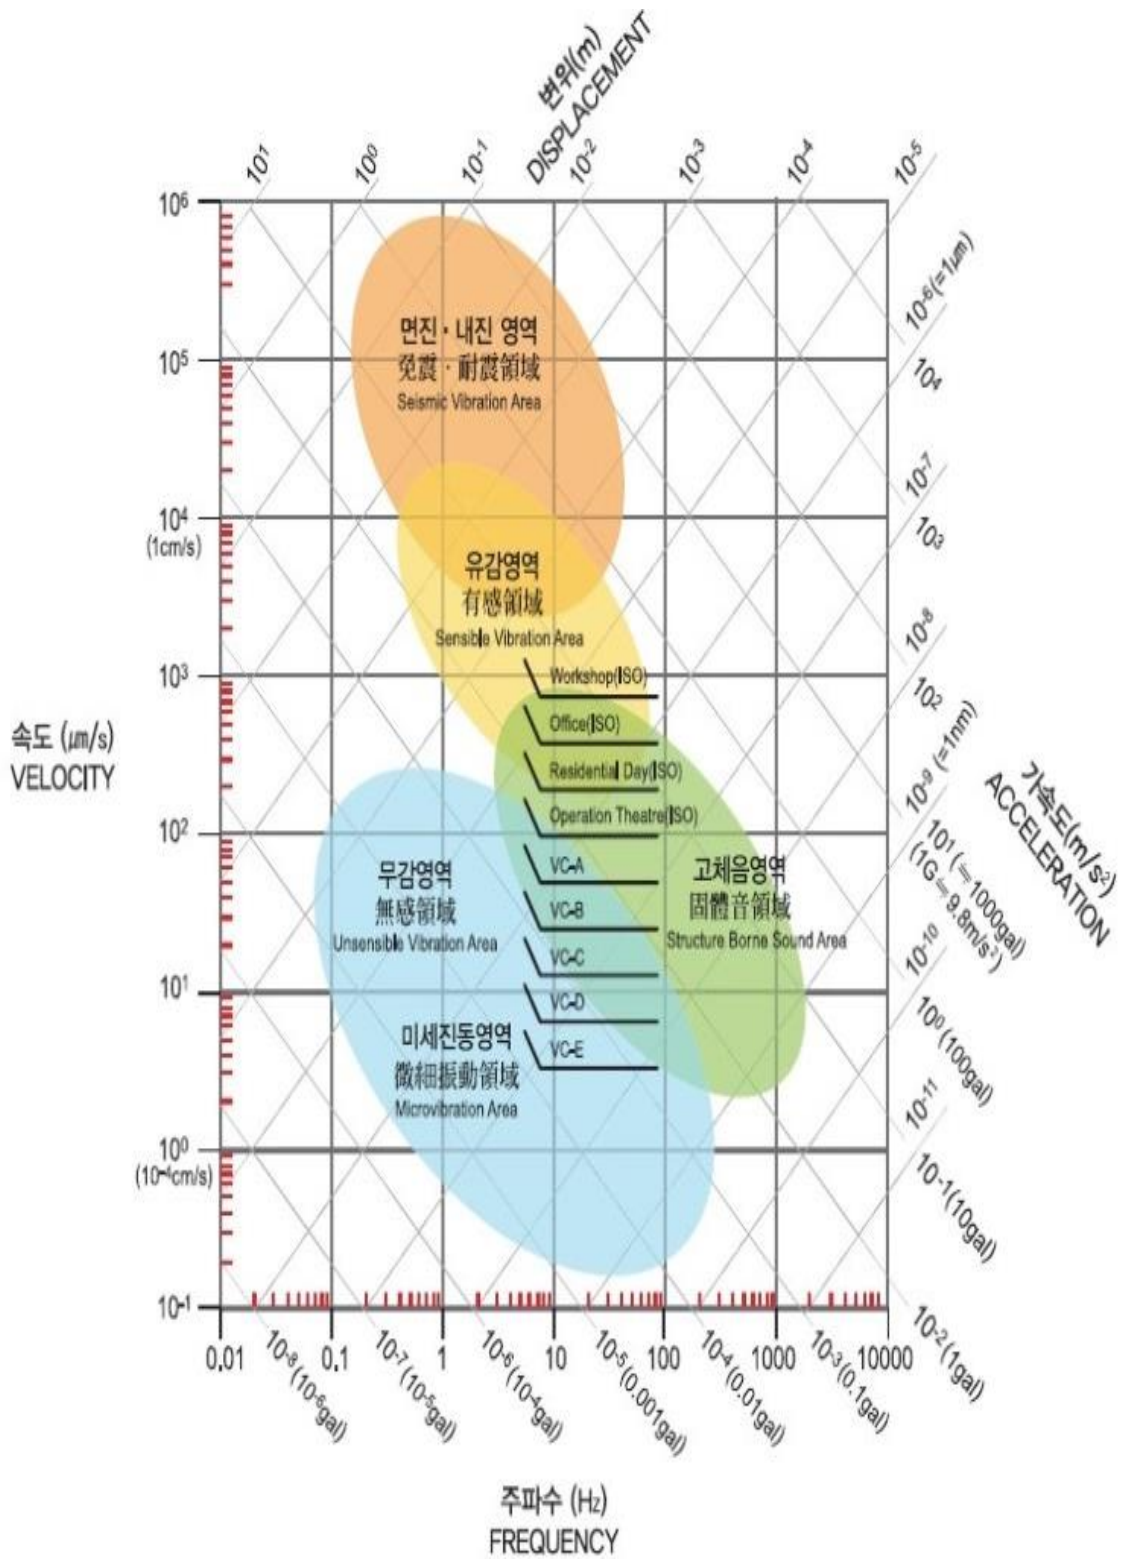 변위(m)
DISPLACEMENT
10¹
10⁰
10-¹
10-²
10-³
10-⁴
10-⁵
10⁶
10-⁶(=1μm)
10⁵
10⁴
10-⁷
10⁴
(1cm/s)
10³
10-⁸
10³
10²
10-⁹ (=1nm)
10²
10¹(≒1000gal)
(1G≒9.8m/s²)
10-¹⁰
10¹
10⁰(100gal)
10-¹¹
10⁰
(10-⁴cm/s)
10-¹(10gal)
10-¹
10-²(1gal)
속도 (μm/s)
VELOCITY
가속도(m/s²)
ACCELERATION
면진·내진 영역
免震·耐震領域
Seismic Vibration Area
유감영역
有感領域
Sensible Vibration Area
Workshop(ISO)
Office(ISO)
Residential Day(ISO)
Operation Theatre(ISO)
VC-A
VC-B
VC-C
VC-D
VC-E
무감영역
無感領域
Unsensible Vibration Area
고체음영역
固體音領域
Structure Borne Sound Area
미세진동영역
微細振動領域
Microvibration Area
0.01
0.1
1
10
100
1000
10000
10-⁸(10-⁶gal)
10-⁷(10-⁵gal)
10-⁶(10-⁴gal)
10-⁵(0.001gal)
10-⁴(0.01gal)
10-³(0.1gal)
주파수 (Hz)
FREQUENCY